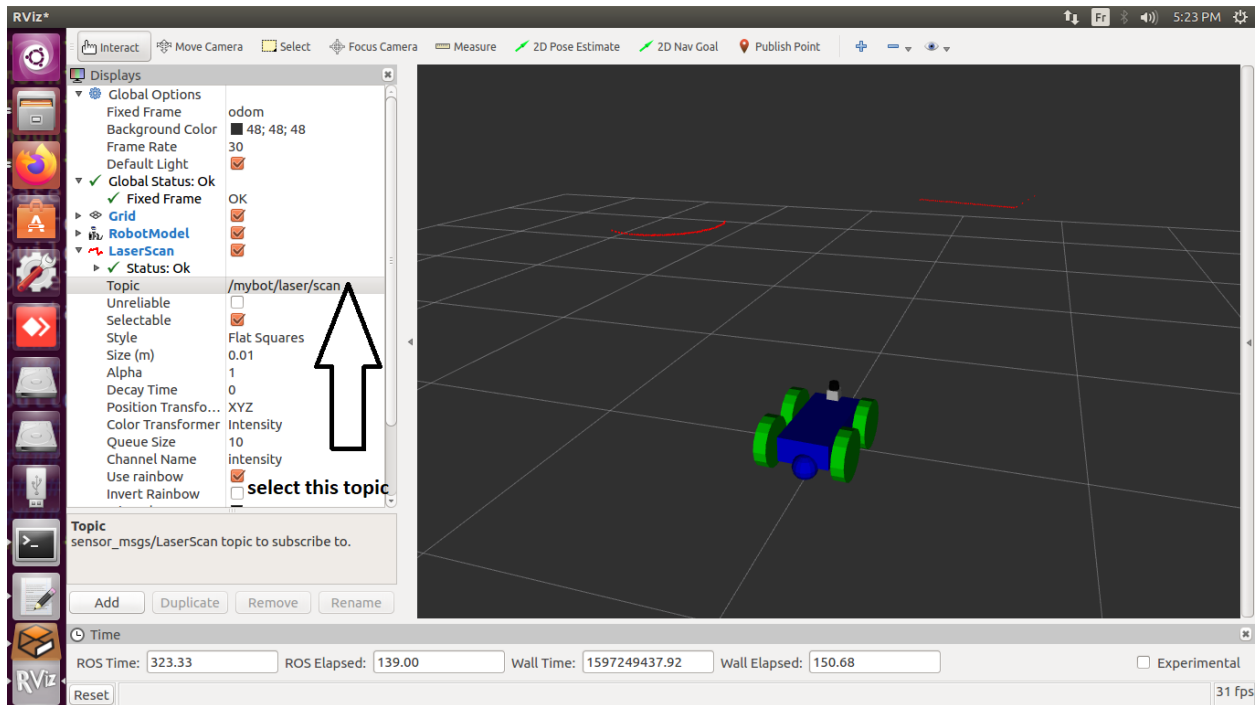 RViz*
Fr
5:23 PM
Interact
Move Camera
Select
Focus Camera
Measure
2D Pose Estimate
2D Nav Goal
Publish Point
Displays
Global Options
Fixed Frame odom
Background Color 48; 48; 48
Frame Rate 30
Default Light
Global Status: Ok
Fixed Frame OK
Grid
RobotModel
LaserScan
Status: Ok
Topic /mybot/laser/scan
Unreliable
Selectable
Style Flat Squares
Size (m) 0.01
Alpha 1
Decay Time 0
Position Transfo... XYZ
Color Transformer Intensity
Queue Size 10
Channel Name intensity
Use rainbow
Invert Rainbow
select this topic
Topic
sensor_msgs/LaserScan topic to subscribe to.
Add
Duplicate
Remove
Rename
Time
ROS Time: 323.33
ROS Elapsed: 139.00
Wall Time: 1597249437.92
Wall Elapsed: 150.68
Experimental
RViz
Reset
31 fps